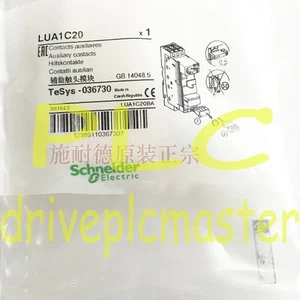 LUA1C20
x 1
Contacts auxiliaires
Auxiliary contacts
Hilfskontakte
Contatti ausiliari
辅助触头模块
GB 14048.5
TeSys -036730
Made in
Czech Republic
LUA1C20BA
施耐德原装正宗
PLC
Schneider
Electric
driveplcmaster